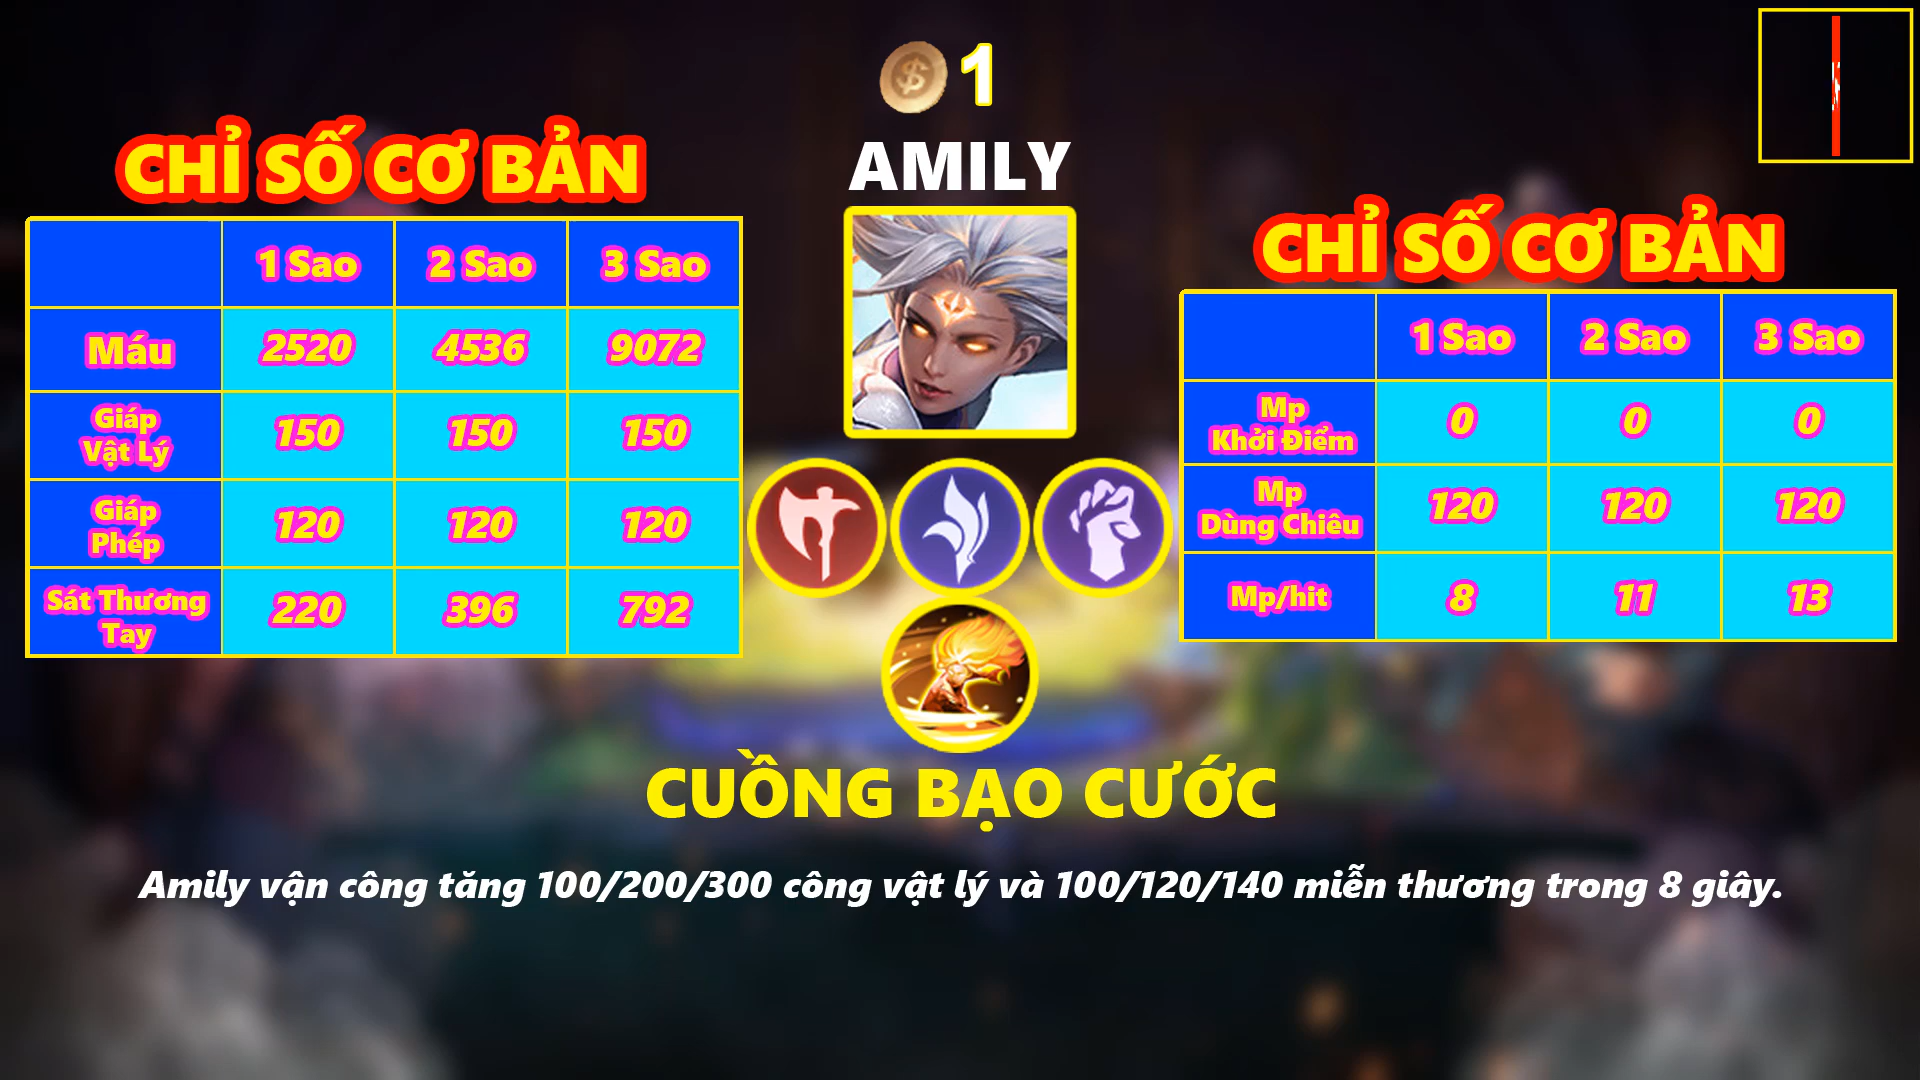 1
AMILY
CHỈ SỐ CƠ BẢN
1 Sao 2 Sao 3 Sao
Máu 2520 4536 9072
Giáp
Vật Lý 150 150 150
Giáp
Phép 120 120 120
Sát Thương
Tay 220 396 792
CHỈ SỐ CƠ BẢN
1 Sao 2 Sao 3 Sao
Mp
Khởi Điểm 0 0 0
Mp
Dùng Chiêu 120 120 120
Mp/hit 8 11 13
CUỒNG BẠO CƯỚC
Amily vận công tăng 100/200/300 công vật lý và 100/120/140 miễn thương trong 8 giây.